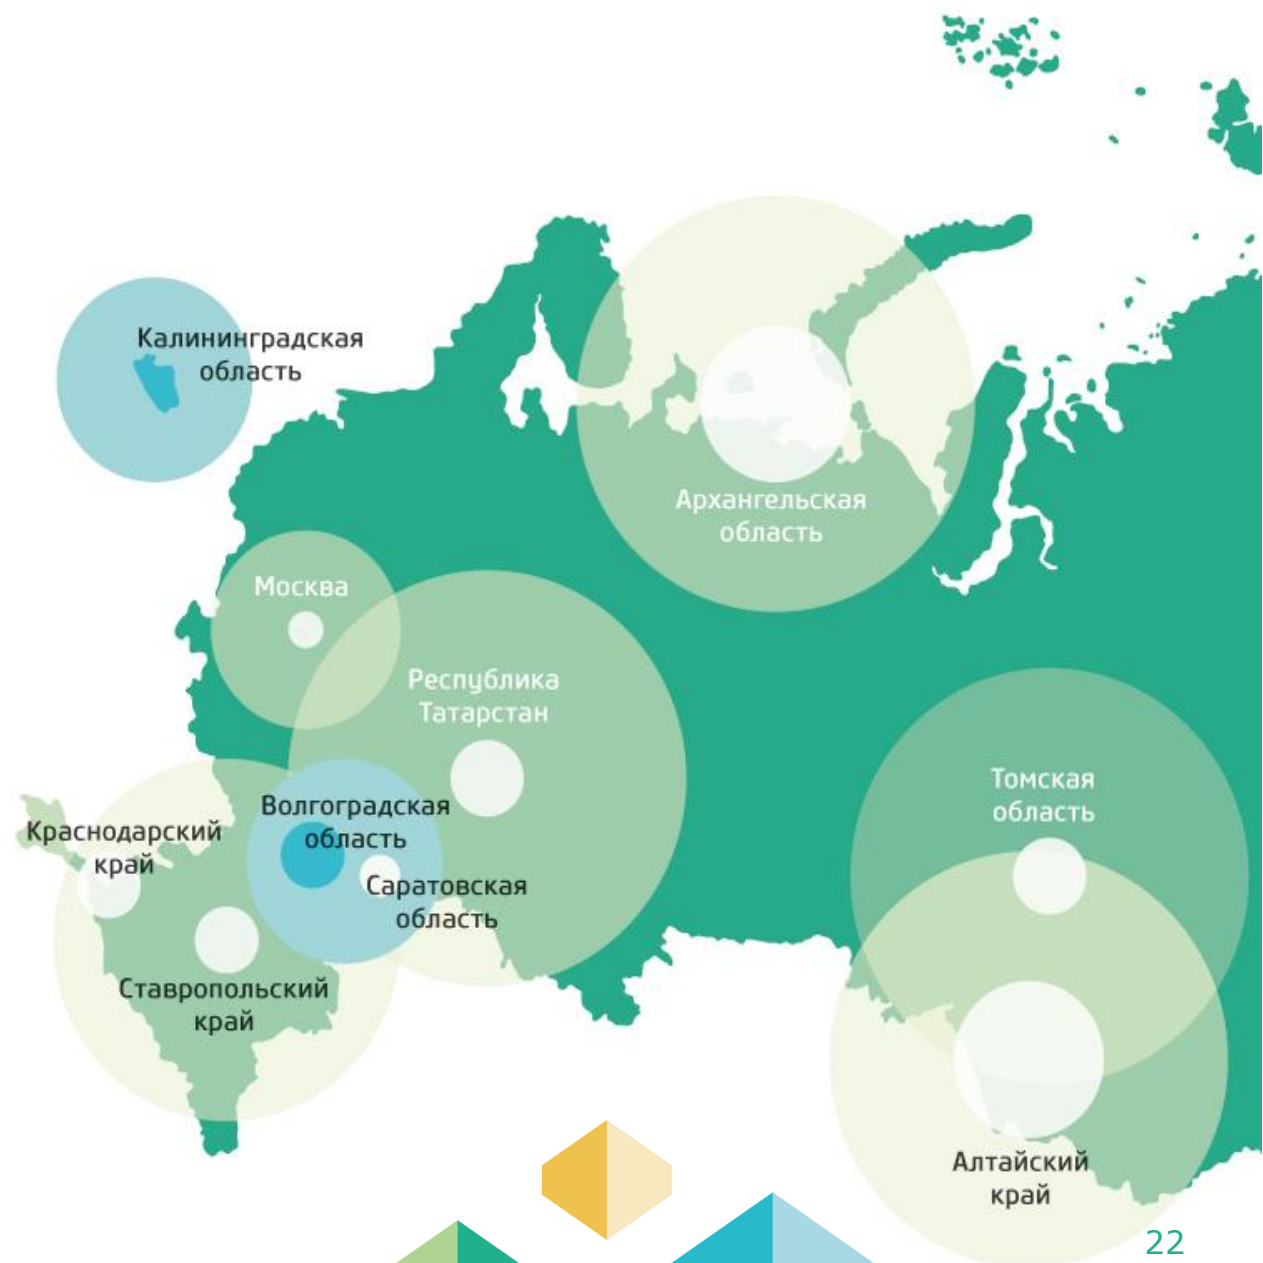 Калининградская
область
Архангельская
область
Москва
Республика
Татарстан
Томская
область
Волгоградская
область
Краснодарский
край
Саратовская
область
Ставропольский
край
Алтайский
край
22